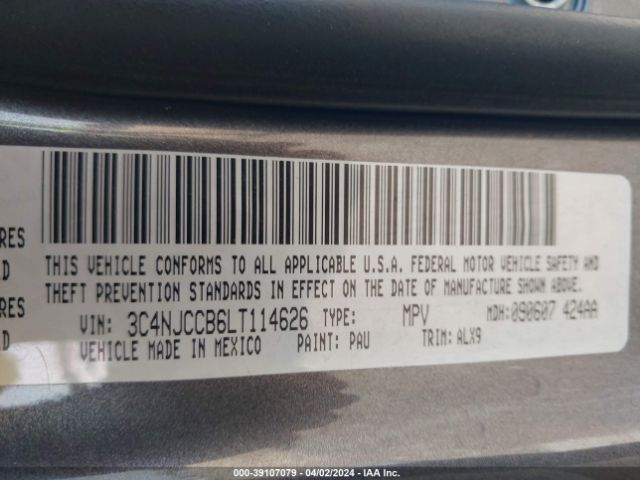 RES
D
RES
D
THIS VEHICLE CONFORMS TO ALL APPLICABLE U.S.A. FEDERAL MOTOR VEHICLE SAFETY AND
THEFT PREVENTION STANDARDS IN EFFECT ON THE DATE OF MANUFACTURE SHOWN ABOVE.
VIN: 3C4NJCCB6LT114626 TYPE: MPV MDH: 090607 424AA
VEHICLE MADE IN MEXICO PAINT: PAU TRIM: ALX9
000-39107079 | 04/02/2024 | IAA Inc.